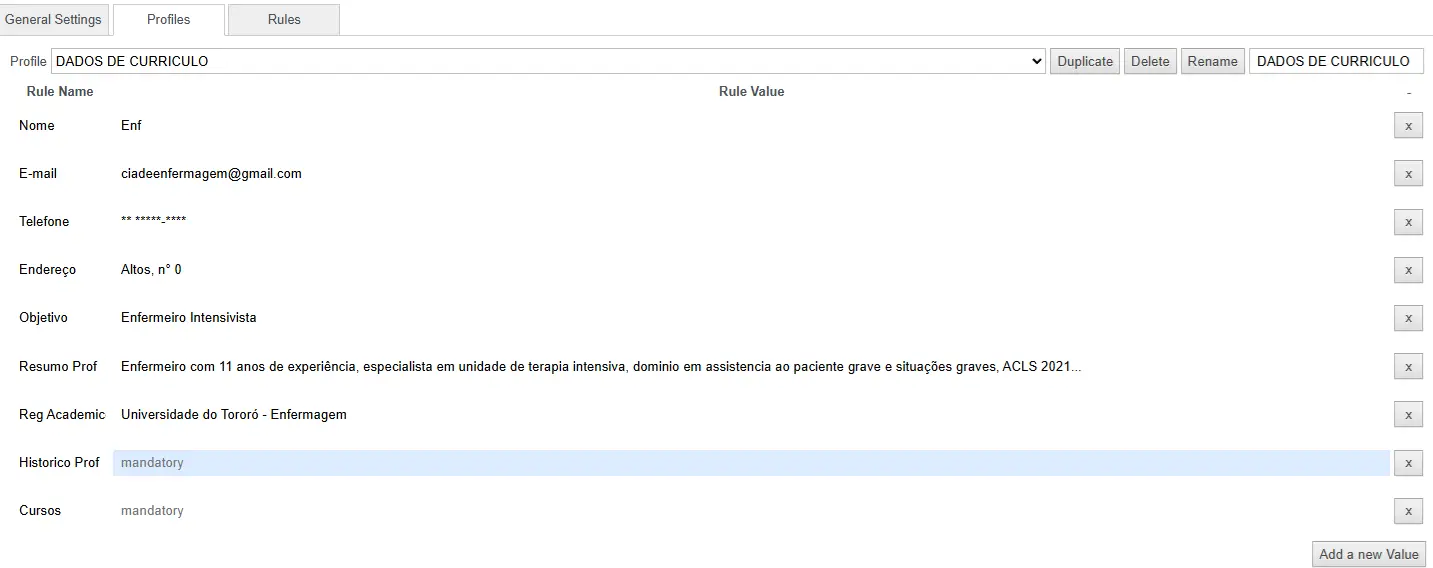 General Settings Profiles Rules
Profile DADOS DE CURRICULO Duplicate Delete Rename DADOS DE CURRICULO
Rule Name Rule Value -
Nome Enf x
E-mail ciadeenfermagem@gmail.com x
Telefone ** *****-**** x
Endereço Altos, n° 0 x
Objetivo Enfermeiro Intensivista x
Resumo Prof Enfermeiro com 11 anos de experiência, especialista em unidade de terapia intensiva, dominio em assistencia ao paciente grave e situações graves, ACLS 2021... x
Reg Academic Universidade do Tororó - Enfermagem x
Historico Prof mandatory x
Cursos mandatory x
Add a new Value